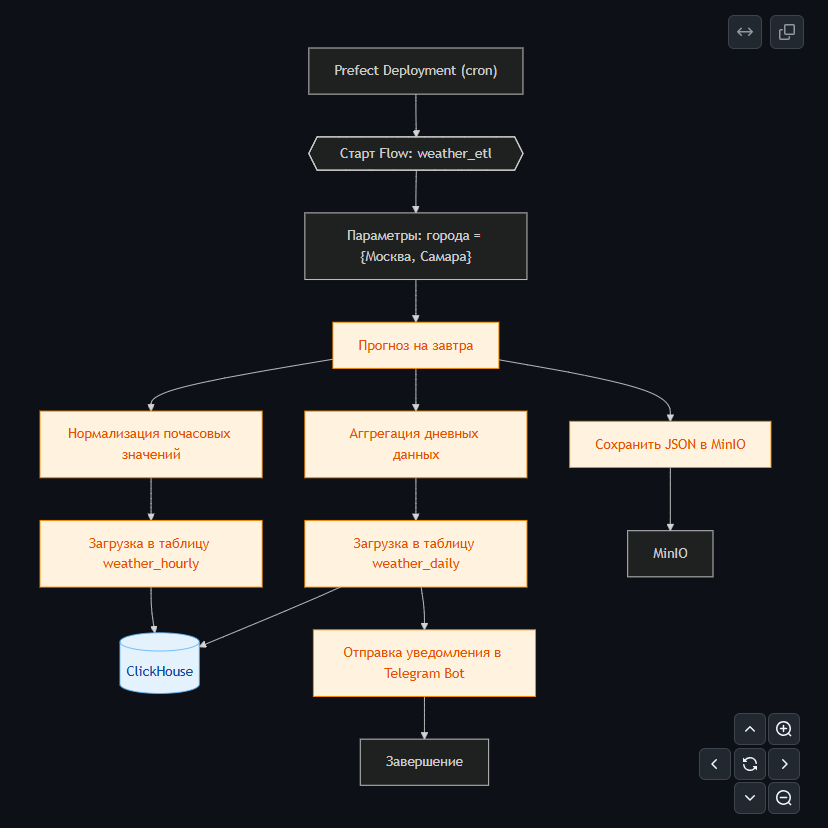 Prefect Deployment (cron)
Старт Flow: weather_etl
Параметры: города =
{Москва, Самара}
Прогноз на завтра
Нормализация почасовых
значений
Аггрегация дневных
данных
Сохранить JSON в MinIO
Загрузка в таблицу
weather_hourly
Загрузка в таблицу
weather_daily
MinIO
ClickHouse
Отправка уведомления в
Telegram Bot
Завершение